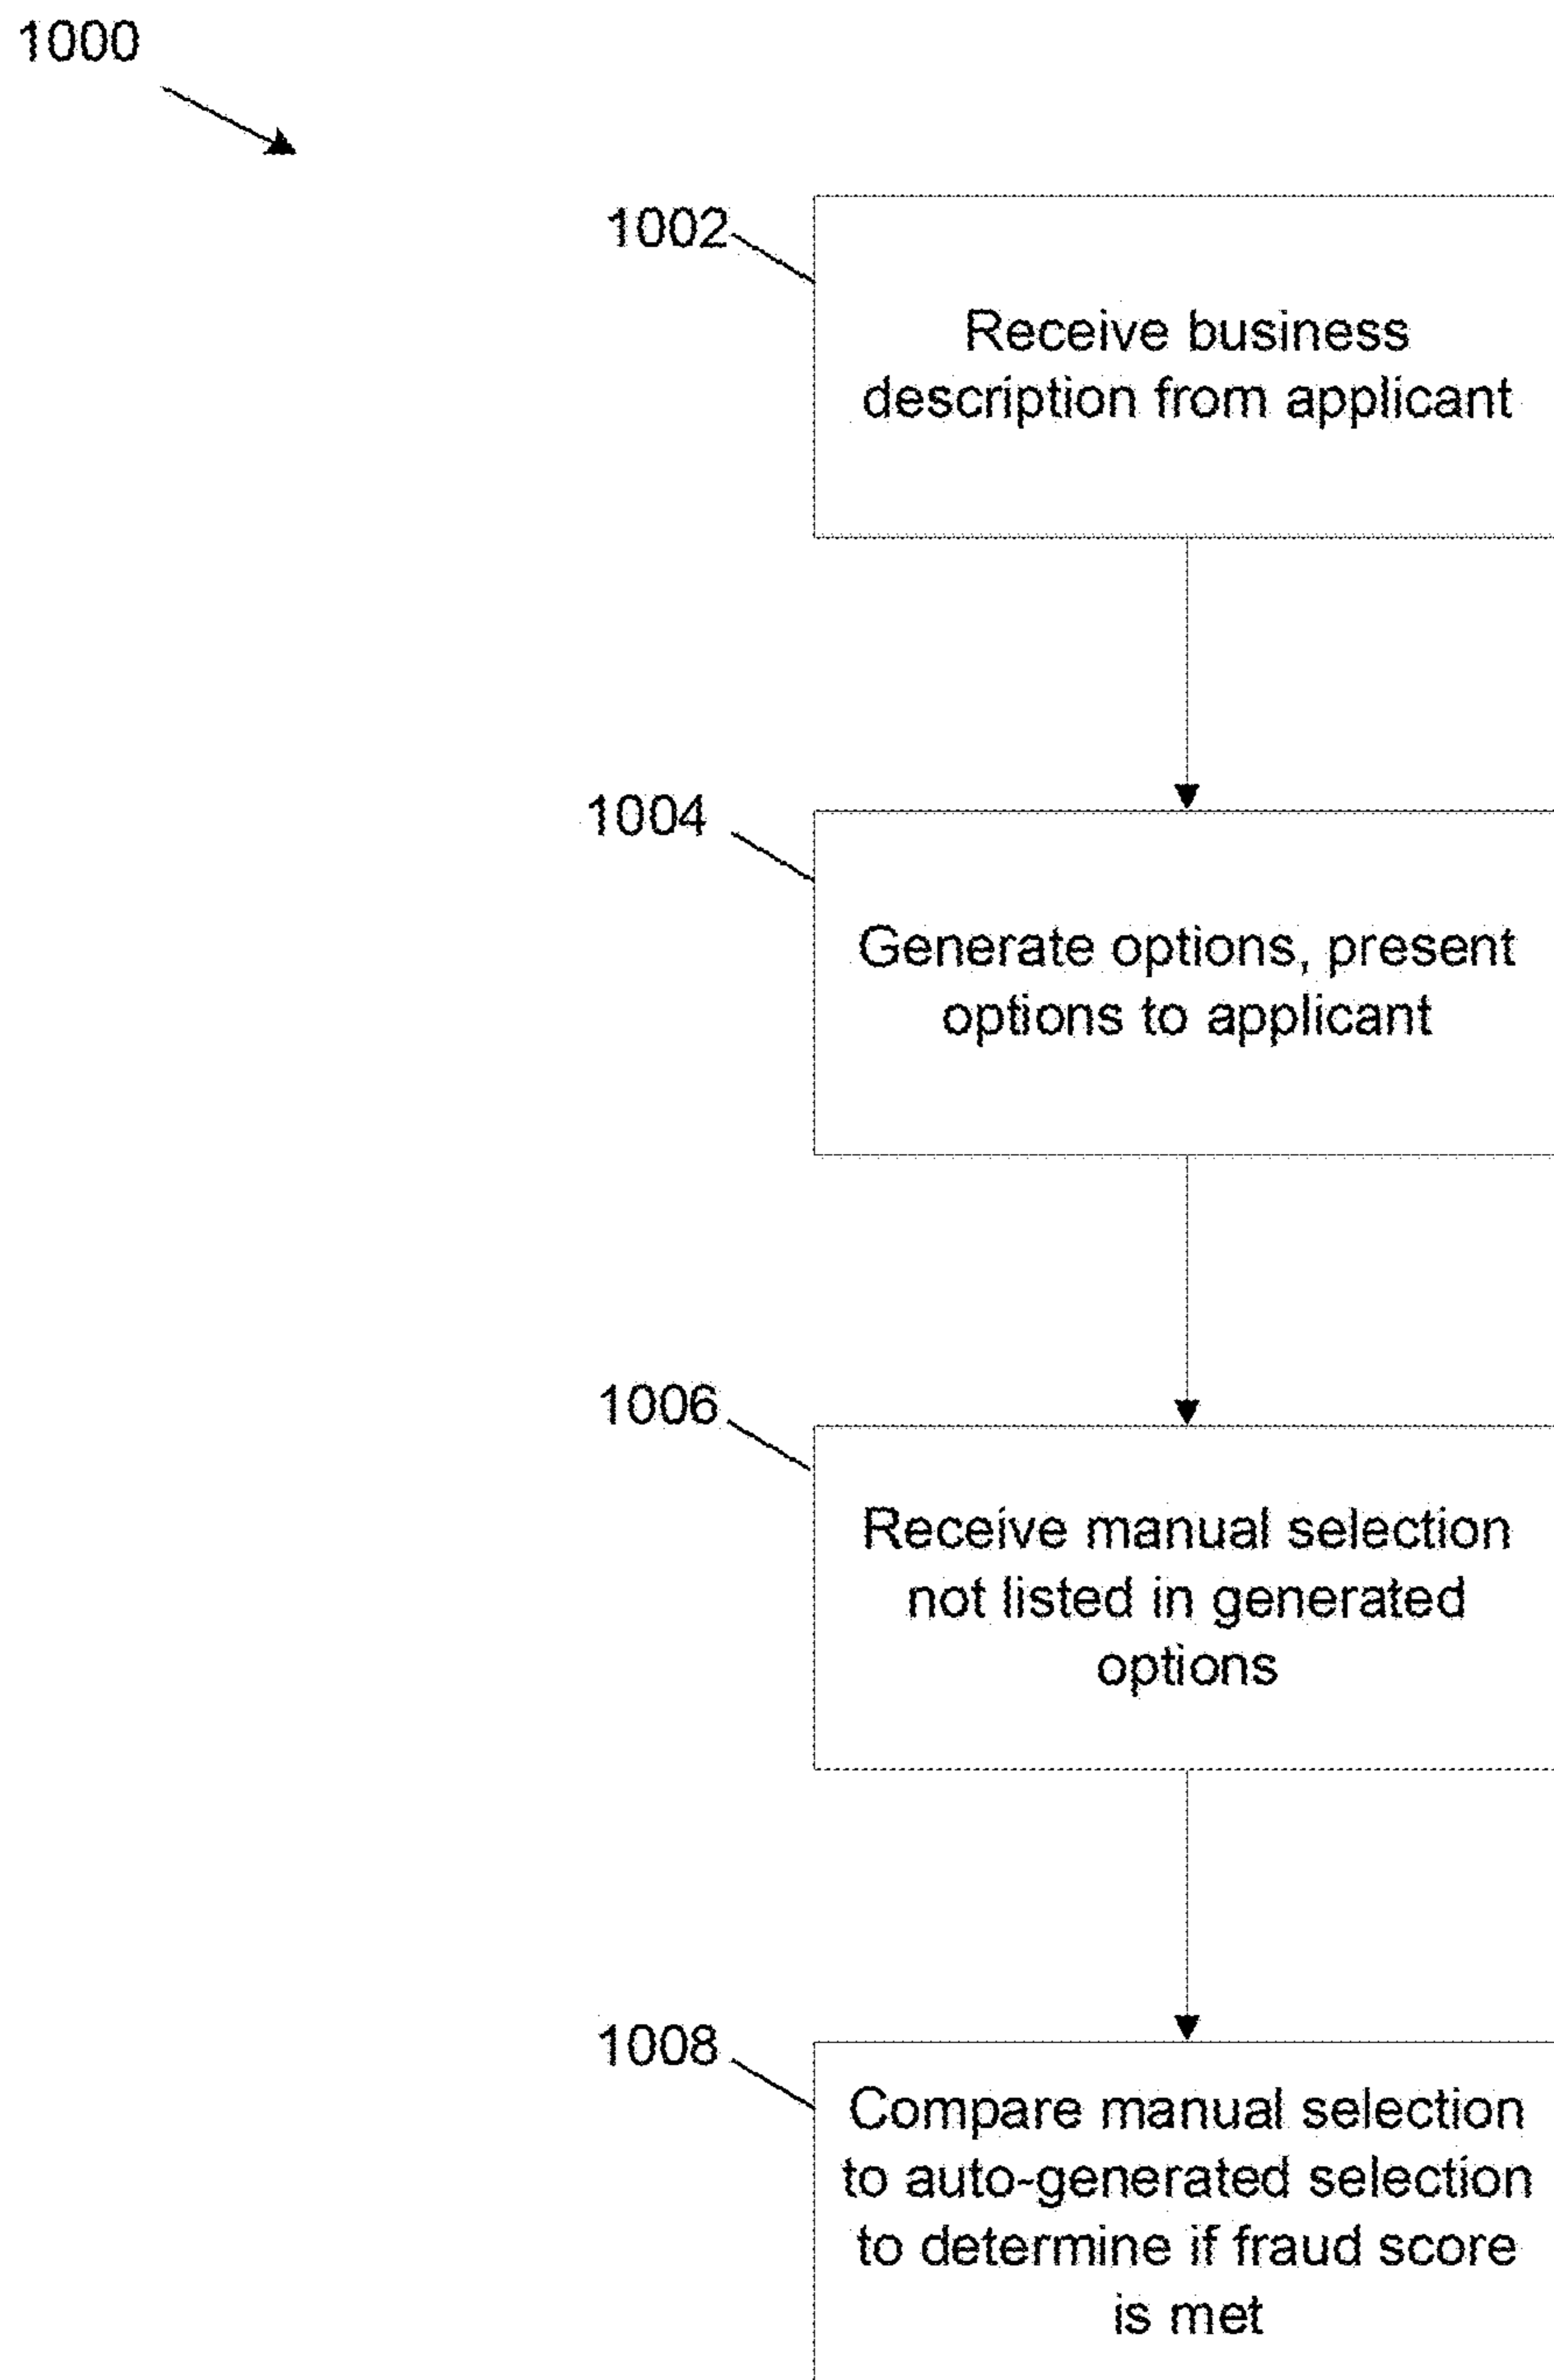 1000
1002
Receive business
description from applicant
1004
Generate options, present
options to applicant
1006
Receive manual selection
not listed in generated
options
1008
Compare manual selection
to auto-generated selection
to determine if fraud score
is met